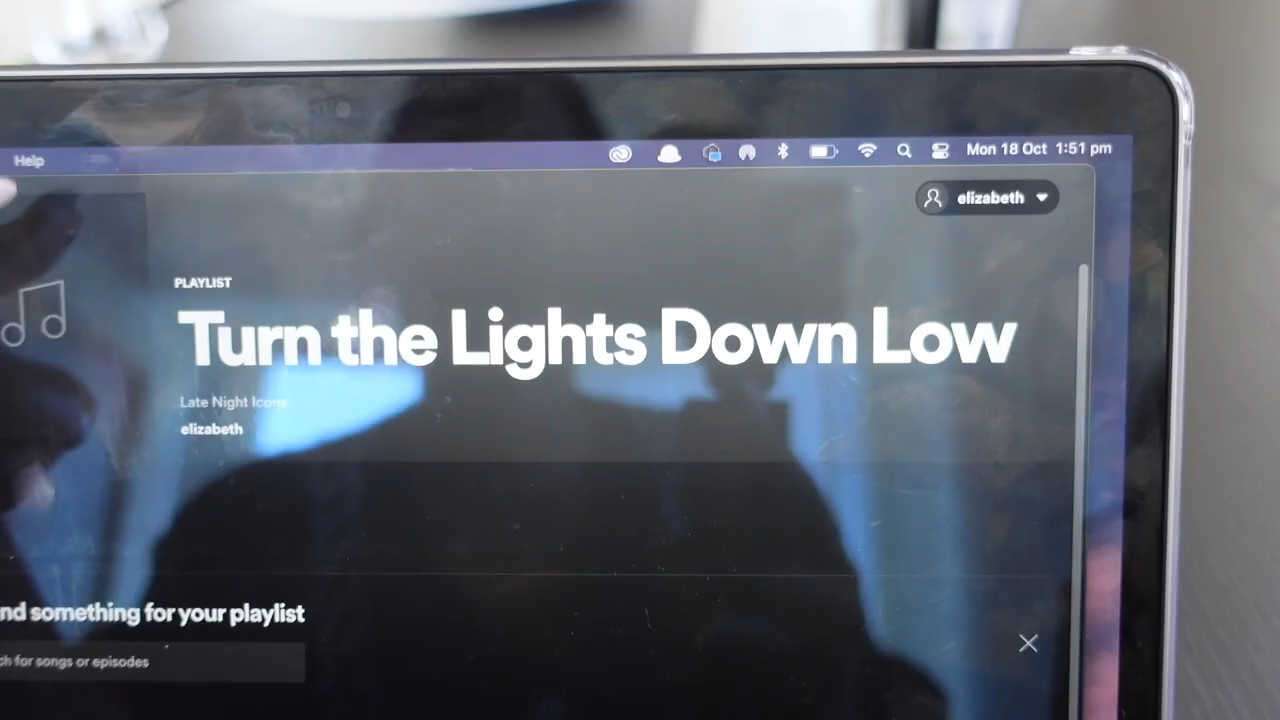 Help
Mon 18 Oct 1:51 pm
elizabeth
PLAYLIST
Turn the Lights Down Low
Late Night Icons
elizabeth
nd something for your playlist
ch for songs or episodes